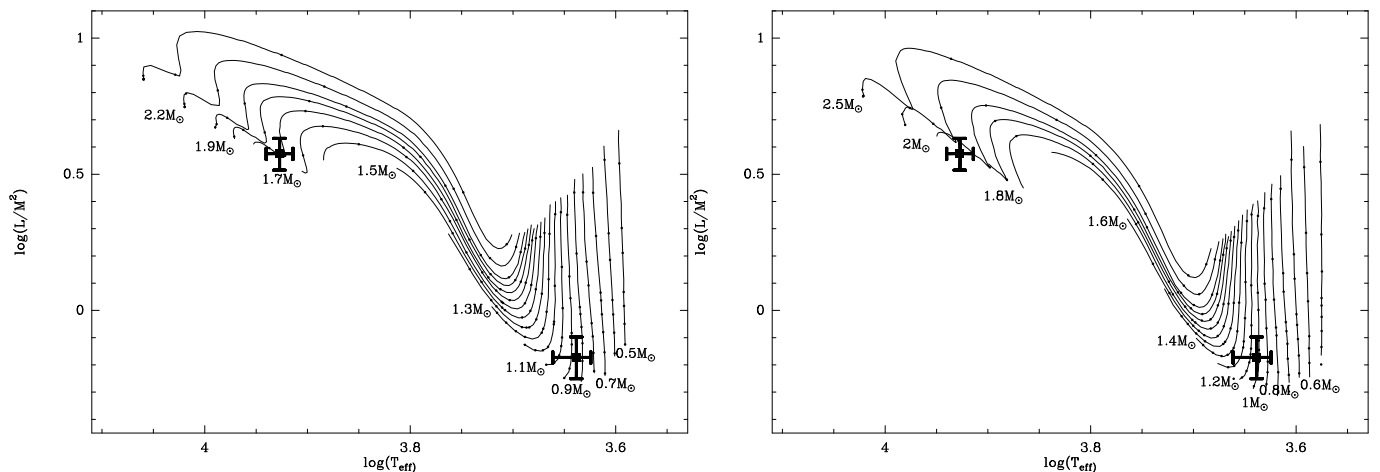 1
0.5
0
log(L/M²)
2.2M⊙
1.9M⊙
1.7M⊙
1.5M⊙
1.3M⊙
1.1M⊙
0.9M⊙
0.7M⊙
0.5M⊙
4
3.8
3.6
log(T_eff)
1
0.5
0
log(L/M²)
2.5M⊙
2M⊙
1.8M⊙
1.6M⊙
1.4M⊙
1.2M⊙
1M⊙
0.8M⊙
0.6M⊙
4
3.8
3.6
log(T_eff)